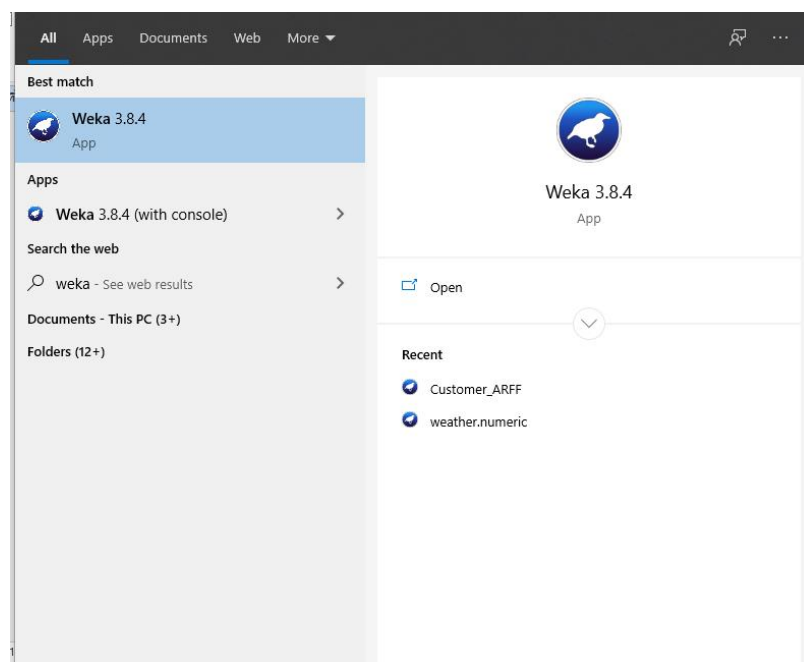 All Apps Documents Web More
Best match
Weka 3.8.4
App
Apps
Weka 3.8.4 (with console)
Search the web
weka - See web results
Documents - This PC (3+)
Folders (12+)
Weka 3.8.4
App
Open
Recent
Customer_ARFF
weather.numeric